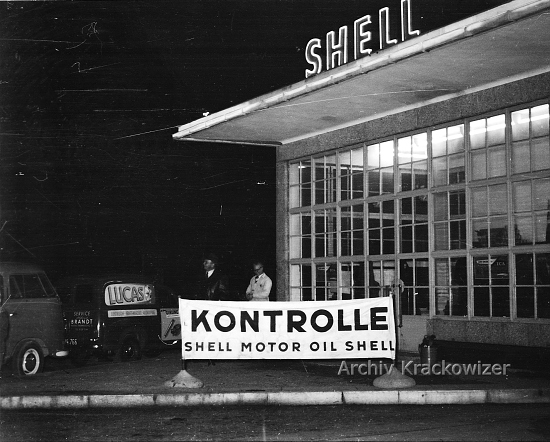 SHELL
LUCAS
SERVICE
BRANDT
KONTROLLE
SHELL MOTOR OIL SHELL
Archiv Krackowizer